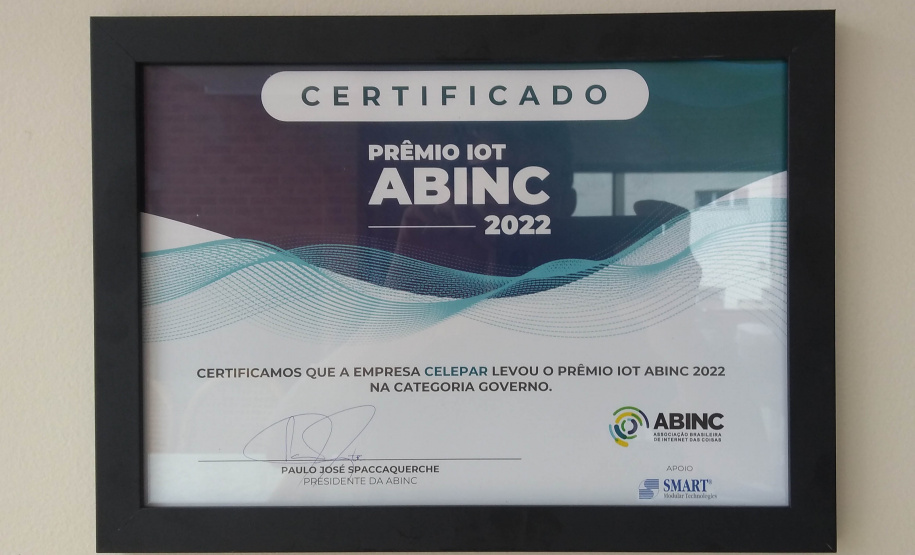 CERTIFICADO
PRÊMIO IOT
ABINC
2022
CERTIFICAMOS QUE A EMPRESA CELEPAR LEVOU O PRÊMIO IOT ABINC 2022
NA CATEGORIA GOVERNO.
PAULO JOSÉ SPACCAQUERCHE
PRESIDENTE DA ABINC
ABINC
ASSOCIAÇÃO BRASILEIRA
DE INTERNET DAS COISAS
APOIO
SMART®
Modular Technologies